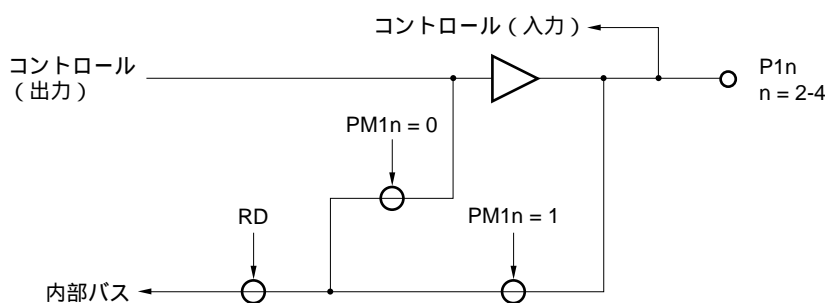 コントロール（入力）
コントロール
（出力）
P1n
n = 2-4
PM1n = 0
RD
PM1n = 1
内部バス